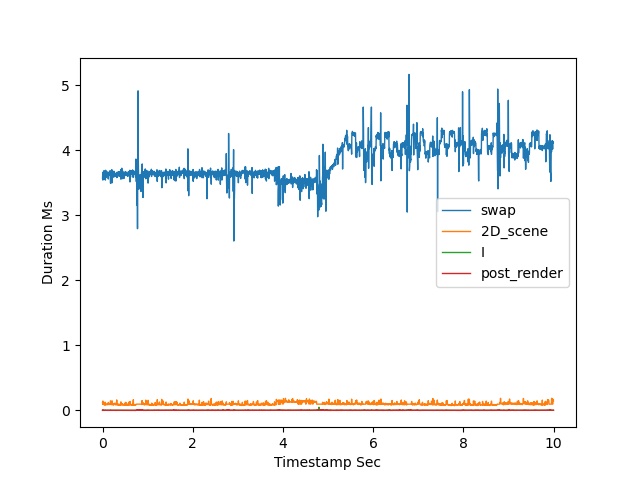 5
4
3
2
1
0
Duration Ms
swap
2D_scene
I
post_render
0
2
4
6
8
10
Timestamp Sec